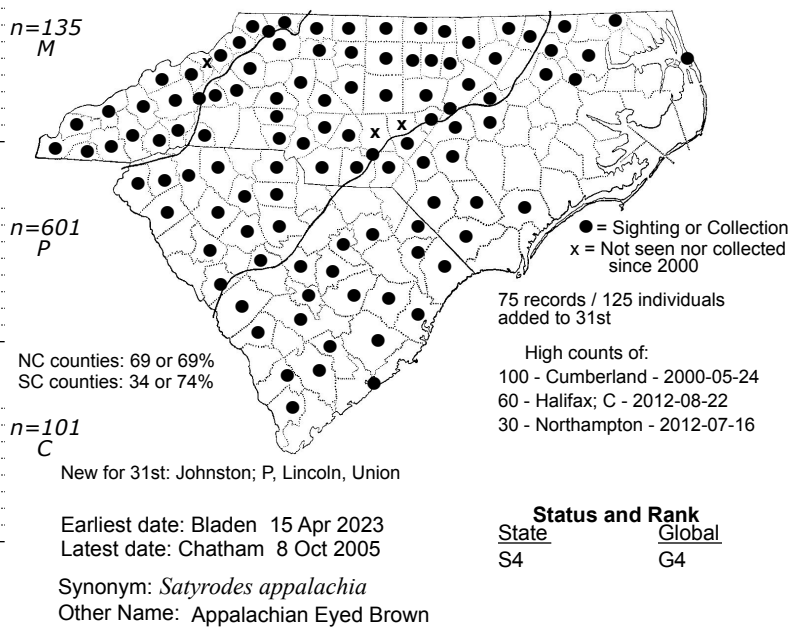 n=135
M
n=601
P
n=101
C
● = Sighting or Collection
x = Not seen nor collected
since 2000
75 records / 125 individuals
added to 31st
High counts of:
100 - Cumberland - 2000-05-24
60 - Halifax; C - 2012-08-22
30 - Northampton - 2012-07-16
NC counties: 69 or 69%
SC counties: 34 or 74%
New for 31st: Johnston; P, Lincoln, Union
Earliest date: Bladen 15 Apr 2023
Latest date: Chatham 8 Oct 2005
Status and Rank
State Global
S4 G4
Synonym: Satyrodes appalachia
Other Name: Appalachian Eyed Brown